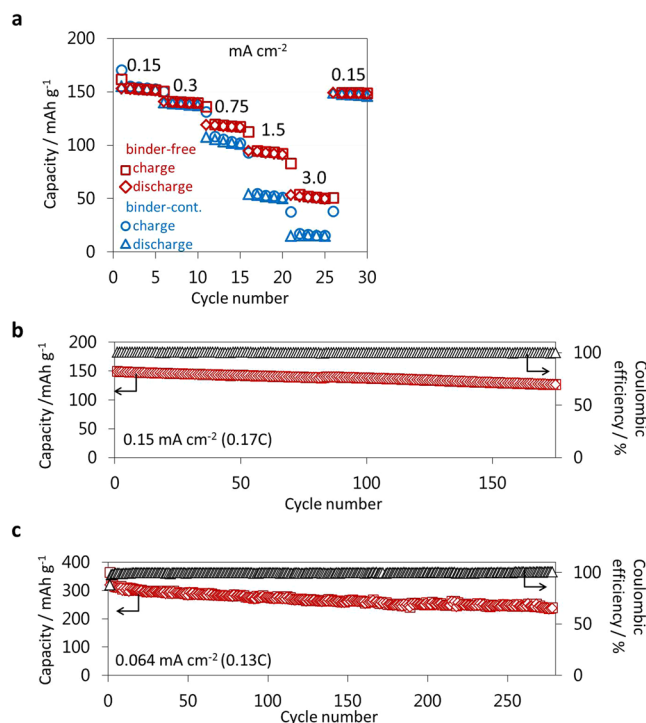 a
mA cm-2
200
150
100
50
0
Capacity / mAh g-1
0.15
0.3
0.75
1.5
3.0
0.15
binder-free
charge
discharge
binder-cont.
charge
discharge
0 5 10 15 20 25 30
Cycle number
b
200
150
100
50
0
Capacity /mAh g-1
100
50
0
Coulombic
efficiency / %
0.15 mA cm-2 (0.17C)
0 50 100 150
Cycle number
c
400
300
200
100
0
Capacity / mAh g-1
100
50
0
Coulombic
efficiency / %
0.064 mA cm-2 (0.13C)
0 50 100 150 200 250
Cycle number